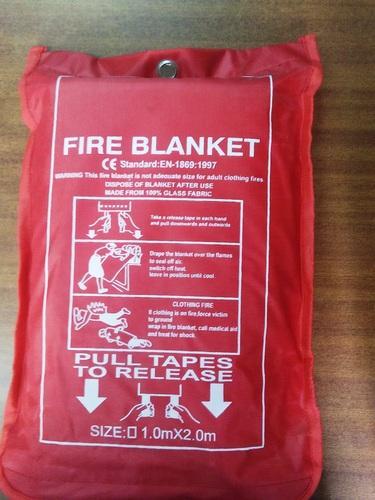 FIRE BLANKET
CE Standard:EN-1869:1997
WARNING This fire blanket is not adequate size for adult clothing fires
DISPOSE OF BLANKET AFTER USE
MADE FROM 100% GLASS FABRIC
Take a release tape in each hand
and pull downwards and outwards
Drape the blanket over the flames
to seal off air.
switch off heat.
leave in position until cool.
CLOTHING FIRE
If clothing is on fire,force victim
to ground
wrap in fire blanket, call medical aid
and treat for shock.
PULL TAPES
TO RELEASE
SIZE:□ 1.0mX2.0m